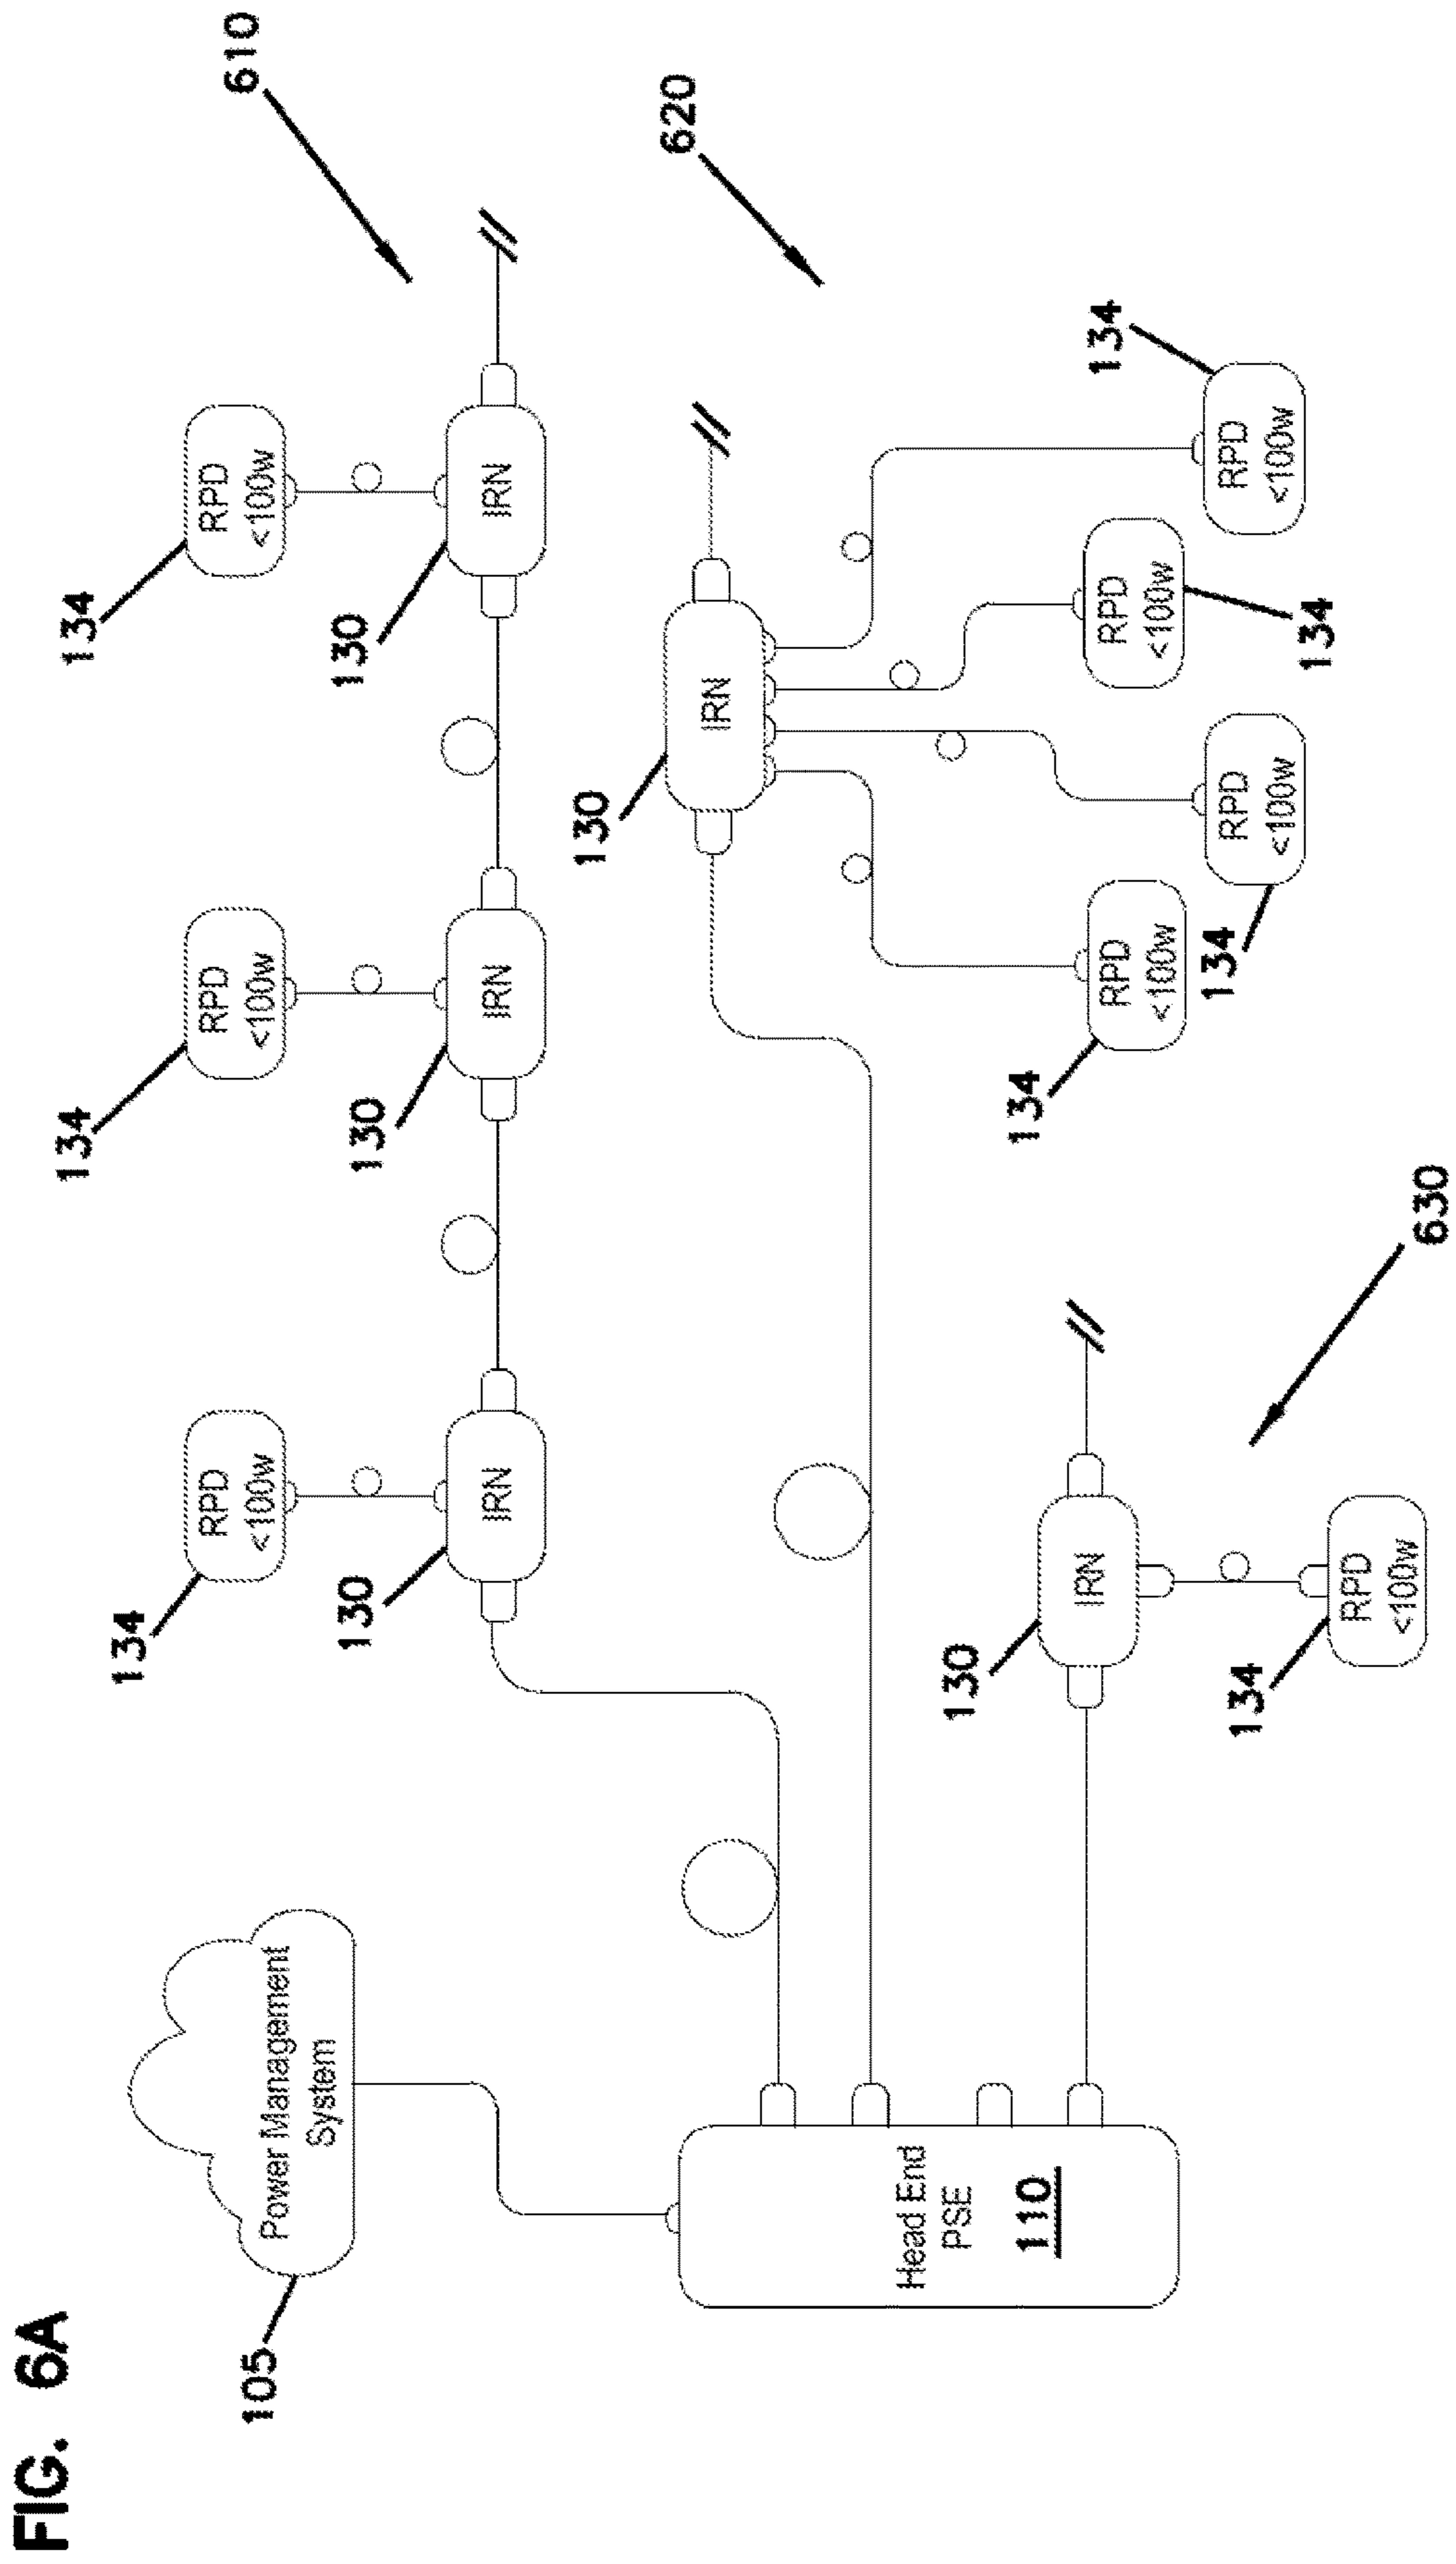 FIG. 6A
105
Power Management
System
Head End
PSE
110
610
134
RPD
<100w
130
IRN
134
RPD
<100w
130
IRN
134
RPD
<100w
130
IRN
620
130
IRN
134
RPD
<100w
134
RPD
<100w
134
RPD
<100w
134
RPD
<100w
630
130
IRN
134
RPD
<100w